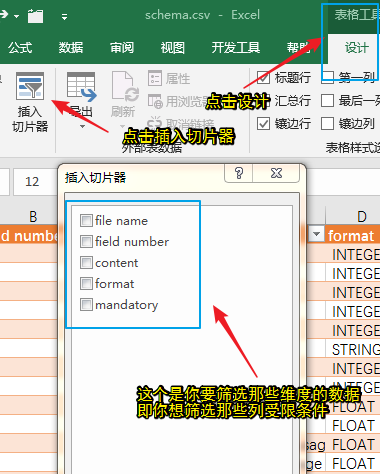 schema.csv - Excel
表格工具
公式 数据 审阅 视图 开发工具 帮助 设计
插入
切片器
导出 刷新
属性
用浏览器
取消链接
外部表数据
标题行 第一列
汇总行 最后一
镶边行 镶边列
表格样式选
点击设计
点击插入切片器
12
插入切片器
?
file name
field number
content
format
mandatory
B D
d number format
INTEGE
INTEGE
INTEGE
INTEGE
INTEGE
STRING
INTEGE
INTEGE
FLOAT
FLOAT
sag FLOAT
ge FLOAT
这个是你要筛选那些维度的数据
即你想筛选那些列受限条件